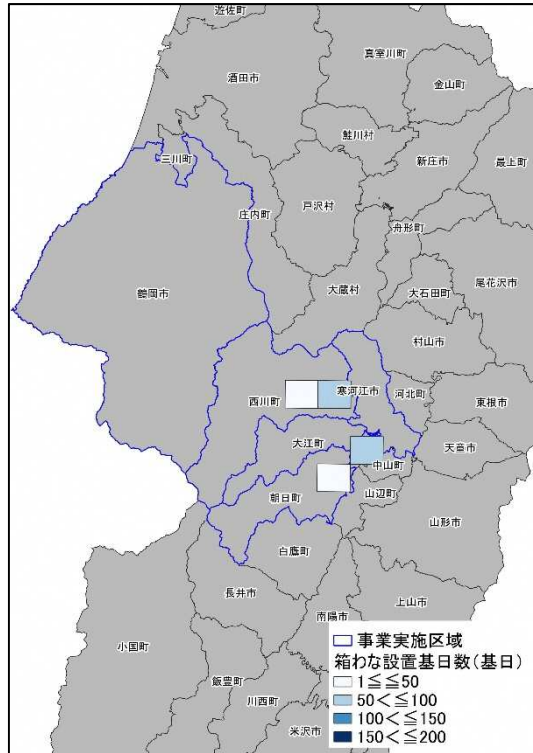 遊佐町
真室川町
酒田市
金山町
鮭川村
新庄市
最上町
三川町
庄内町
戸沢村
舟形町
鶴岡市
大蔵村
大石田町
尾花沢市
村山市
西川町
寒河江市
河北町
東根市
大江町
天童市
中山町
朝日町
山辺町
山形市
白鷹町
長井市
南陽市
上山市
小国町
飯豊町
川西町
米沢市
事業実施区域
箱わな設置基日数(基日)
1≦≦50
50<≦100
100<≦150
150<≦200